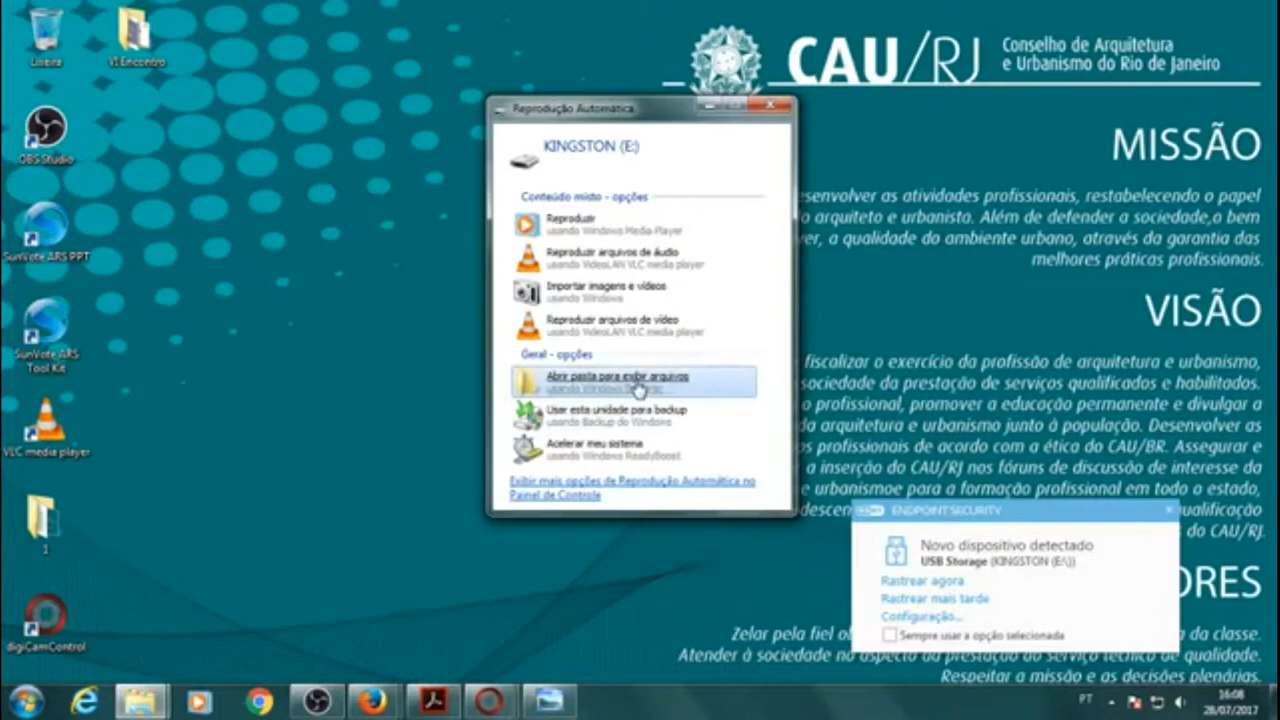 Lixeira
VI Encontro
OBS Studio
SunVote ARS PPT
SunVote ARS
Tool Kit
VLC media player
1
digiCamControl
CAU/RJ
Conselho de Arquitetura
e Urbanismo do Rio de Janeiro
MISSÃO
esenvolver as atividades profissionais, restabelecendo o papel
o arquiteto e urbanista. Além de defender a sociedade,o bem
ver, a qualidade do ambiente urbano, através da garantia das
melhores práticas profissionais.
VISÃO
fiscalizar o exercício da profissão de arquitetura e urbanismo,
sociedade da prestação de serviços qualificados e habilitados.
o profissional, promover a educação permanente e divulgar a
da arquitetura e urbanismo junto à população. Desenvolver as
os profissionais de acordo com a ética do CAU/BR. Assegurar e
a inserção do CAU/RJ nos fóruns de discussão de interesse da
e urbanismoe para a formação profissional em todo o estado,
descen
qualificação
do CAU/RJ.
ORES
Zelar pela fiel
a da classe.
Atender à sociedade no aspecto da prestação do serviço técnico de qualidade.
Respeitar a missão e as decisões plenárias.
Reprodução Automática
KINGSTON (E:)
Conteúdo misto - opções
Reproduzir
usando Windows Media Player
Reproduzir arquivos de áudio
usando VideoLAN VLC media player
Importar imagens e vídeos
usando Windows
Reproduzir arquivos de vídeo
usando VideoLAN VLC media player
Geral - opções
Abrir pasta para exibir arquivos
usando Windows
Usar esta unidade para backup
usando Backup do Windows
Acelerar meu sistema
usando Windows ReadyBoost
Exibir mais opções de Reprodução Automática no
Painel de Controle
ESET ENDPOINT SECURITY
Novo dispositivo detectado
USB Storage (KINGSTON (E:\))
Rastrear agora
Rastrear mais tarde
Configuração...
Sempre usar a opção selecionada
PT
16:08
28/07/2017